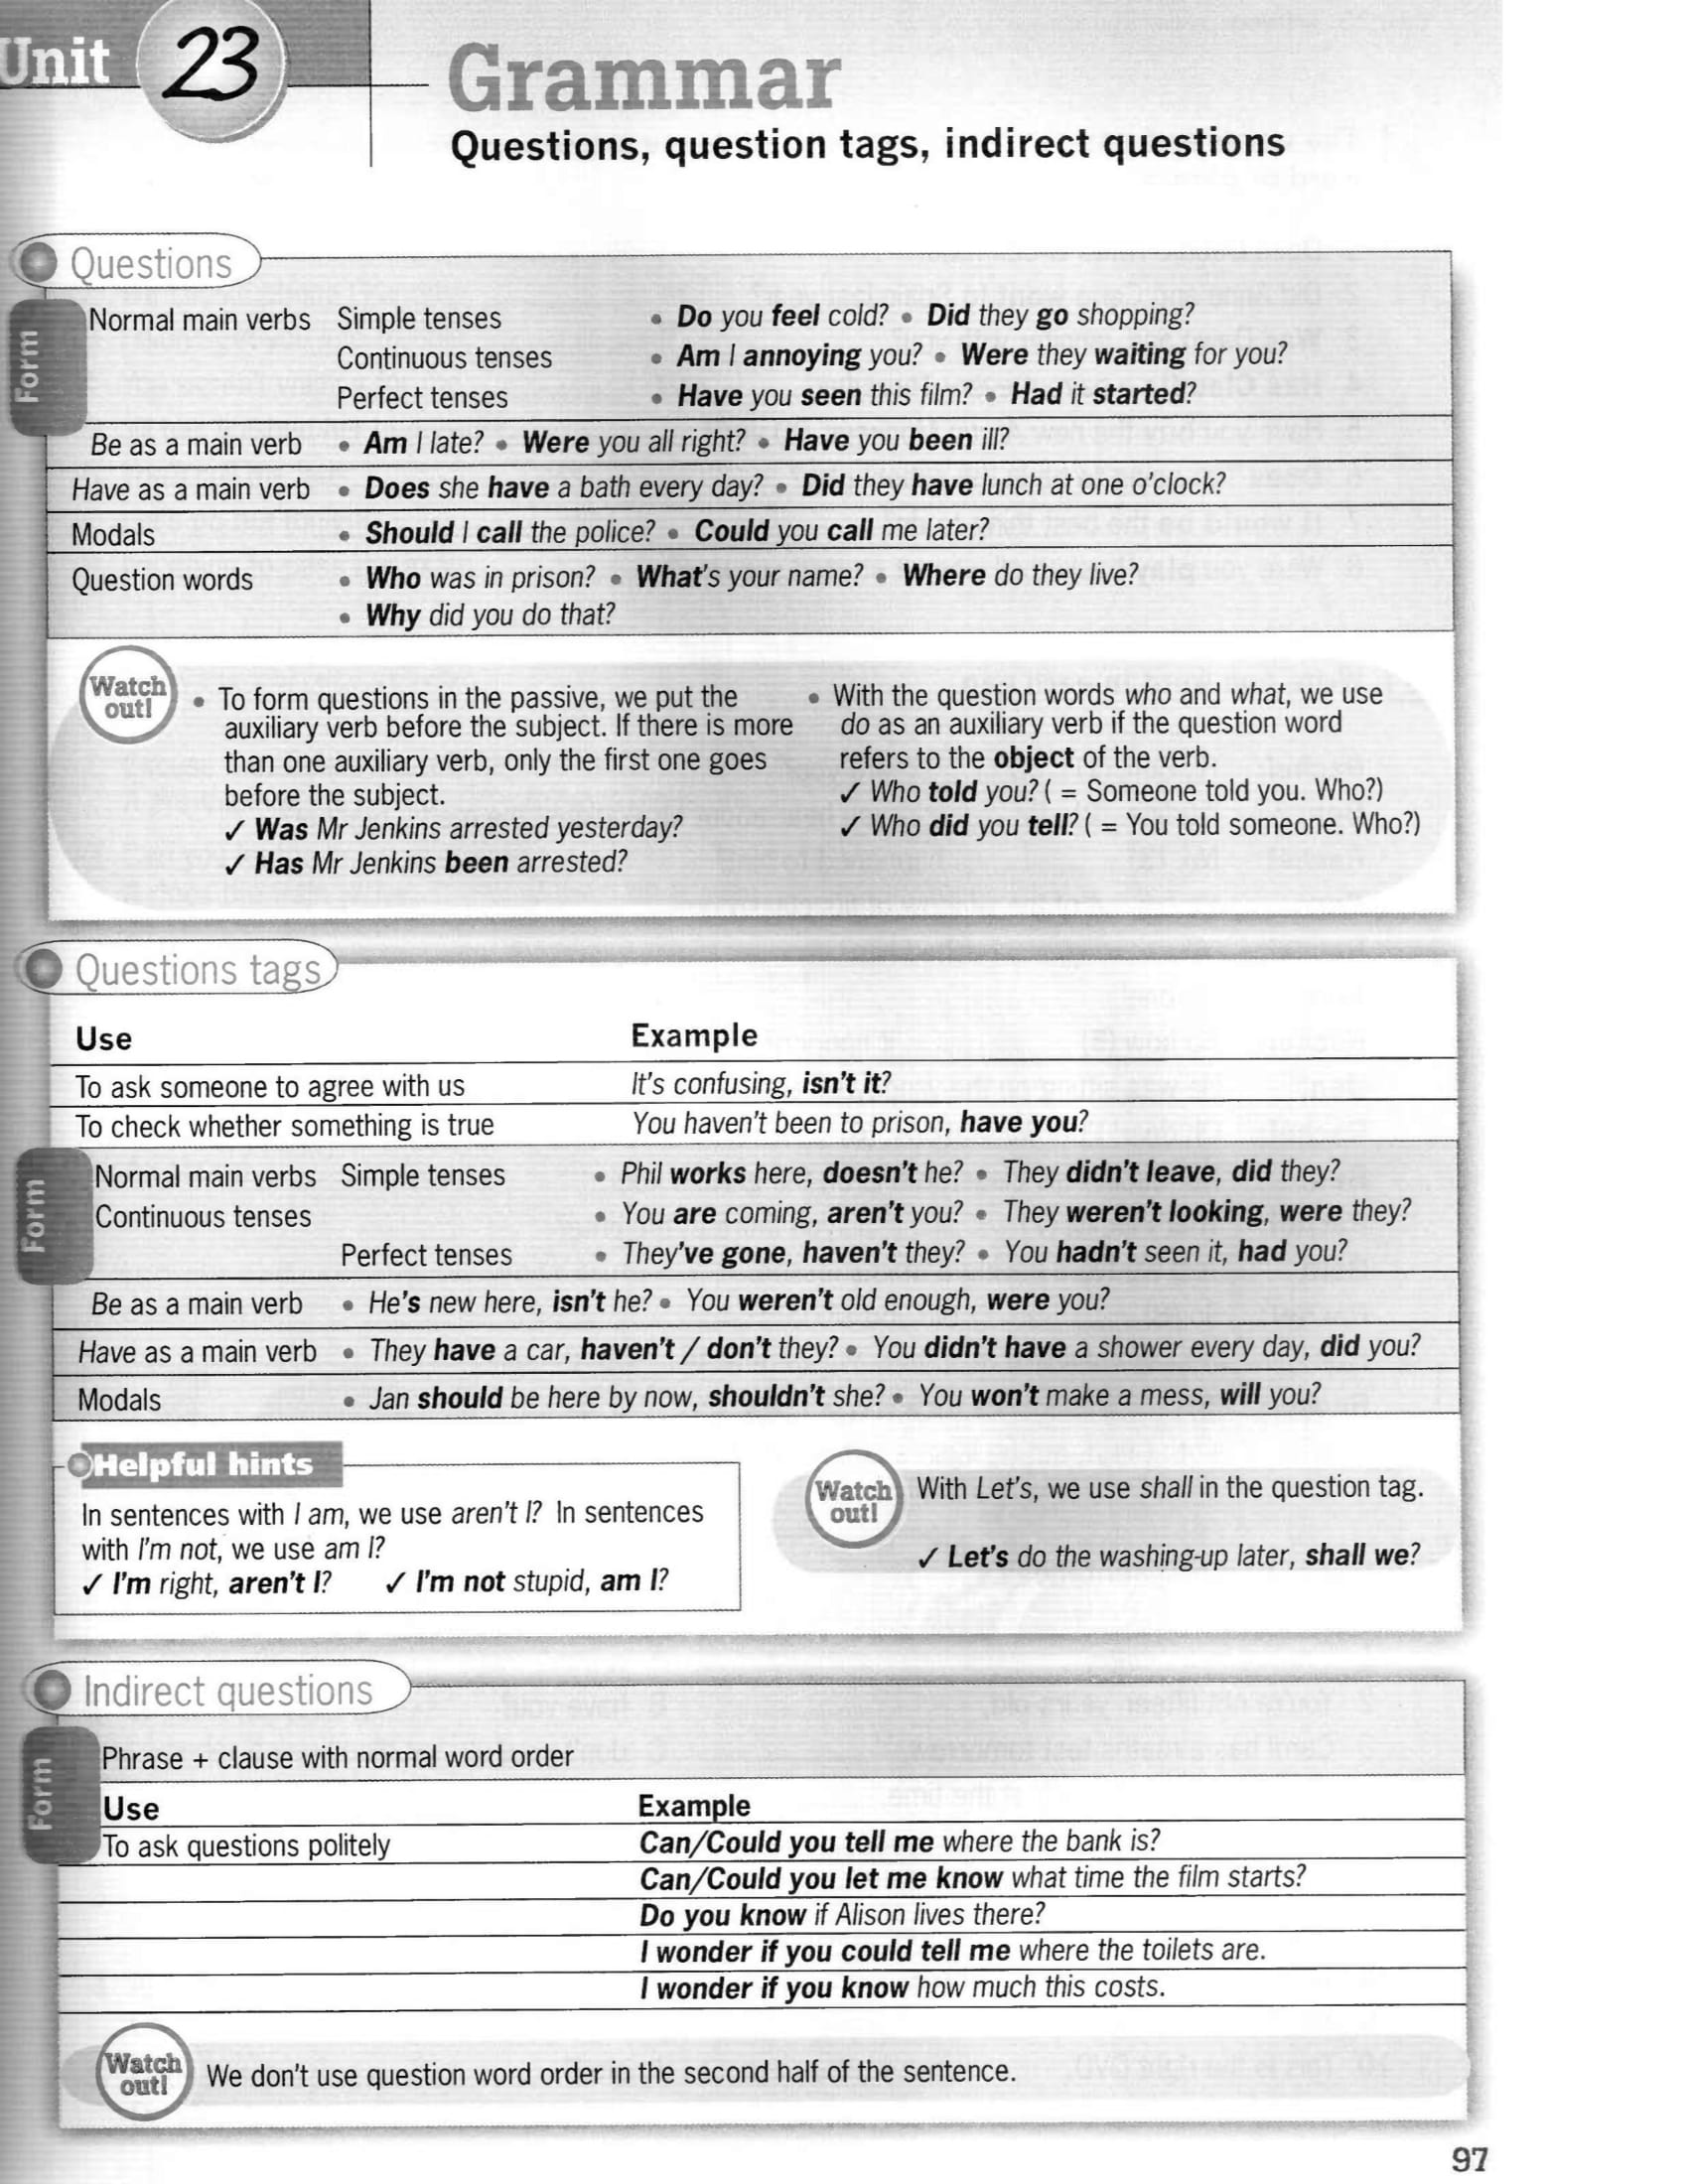 Unit 23
Grammar
Questions, question tags, indirect questions
Questions
Form
Normal main verbs Simple tenses • Do you feel cold? • Did they go shopping?
Continuous tenses • Am I annoying you? • Were they waiting for you?
Perfect tenses • Have you seen this film? • Had it started?
Be as a main verb • Am I late? • Were you all right? • Have you been ill?
Have as a main verb • Does she have a bath every day? • Did they have lunch at one o'clock?
Modals • Should I call the police? • Could you call me later?
Question words • Who was in prison? • What's your name? • Where do they live?
• Why did you do that?
Watch
out!
• To form questions in the passive, we put the
auxiliary verb before the subject. If there is more
than one auxiliary verb, only the first one goes
before the subject.
✓ Was Mr Jenkins arrested yesterday?
✓ Has Mr Jenkins been arrested?
• With the question words who and what, we use
do as an auxiliary verb if the question word
refers to the object of the verb.
✓ Who told you? ( = Someone told you. Who?)
✓ Who did you tell? ( = You told someone. Who?)
Questions tags
Use Example
To ask someone to agree with us It's confusing, isn't it?
To check whether something is true You haven't been to prison, have you?
Form
Normal main verbs Simple tenses • Phil works here, doesn't he? • They didn't leave, did they?
Continuous tenses • You are coming, aren't you? • They weren't looking, were they?
Perfect tenses • They've gone, haven't they? • You hadn't seen it, had you?
Be as a main verb • He's new here, isn't he? • You weren't old enough, were you?
Have as a main verb • They have a car, haven't / don't they? • You didn't have a shower every day, did you?
Modals • Jan should be here by now, shouldn't she? • You won't make a mess, will you?
Helpful hints
In sentences with I am, we use aren't I? In sentences
with I'm not, we use am I?
✓ I'm right, aren't I? ✓ I'm not stupid, am I?
Watch
out!
With Let's, we use shall in the question tag.
✓ Let's do the washing-up later, shall we?
Indirect questions
Form
Phrase + clause with normal word order
Use Example
To ask questions politely Can/Could you tell me where the bank is?
Can/Could you let me know what time the film starts?
Do you know if Alison lives there?
I wonder if you could tell me where the toilets are.
I wonder if you know how much this costs.
Watch
out!
We don't use question word order in the second half of the sentence.
97